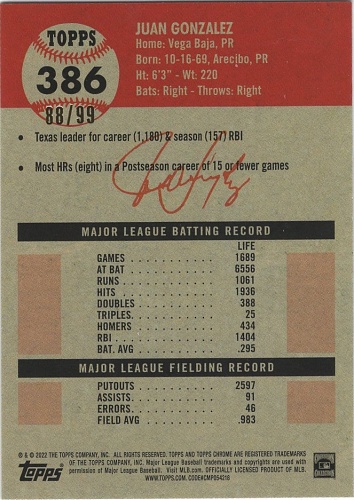 TOPPS
386
88/99
JUAN GONZALEZ
Home: Vega Baja, PR
Born: 10-16-69, Arecibo, PR
Ht: 6'3" - Wt: 220
Bats: Right - Throws: Right
• Texas leader for career (1,180) & season (157) RBI
• Most HRs (eight) in a Postseason career of 15 or fewer games
MAJOR LEAGUE BATTING RECORD
LIFE
GAMES . . . . . . . . . . 1689
AT BAT . . . . . . . . . . 6556
RUNS . . . . . . . . . . 1061
HITS . . . . . . . . . . 1936
DOUBLES . . . . . . . . . . 388
TRIPLES. . . . . . . . . . 25
HOMERS . . . . . . . . . . 434
RBI . . . . . . . . . . 1404
BAT. AVG . . . . . . . . . . .295
MAJOR LEAGUE FIELDING RECORD
PUTOUTS . . . . . . . . . . 2597
ASSISTS. . . . . . . . . . 91
ERRORS. . . . . . . . . . 46
FIELD AVG . . . . . . . . . . .983
® & © 2022 THE TOPPS COMPANY, INC. ALL RIGHTS RESERVED. TOPPS AND TOPPS CHROME ARE REGISTERED TRADEMARKS
OF THE TOPPS COMPANY, INC. Major League Baseball trademarks and copyrights are used with
permission of Major League Baseball. Visit MLB.com. OFFICIALLY LICENSED PRODUCT OF MLB.
WWW.TOPPS.COM. CODE#CMP054218
Topps